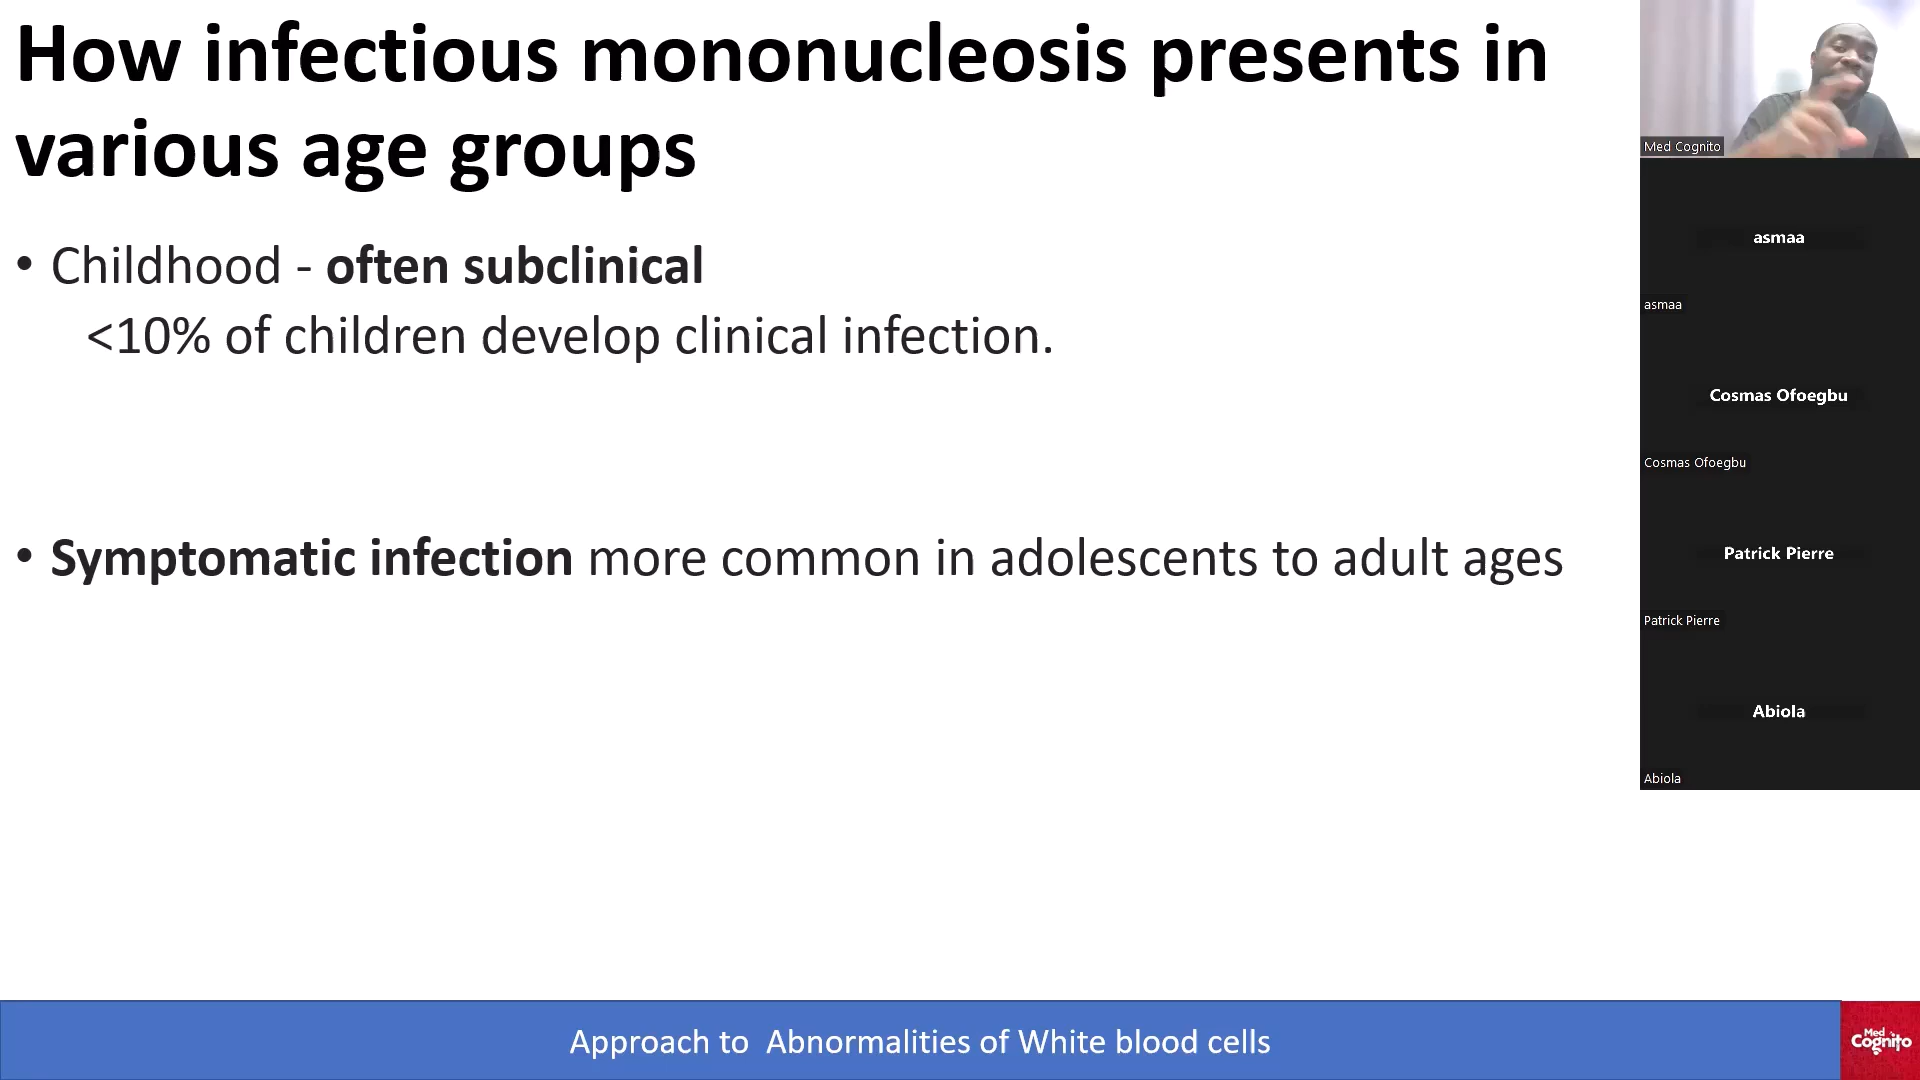 How infectious mononucleosis presents in
various age groups
• Childhood - often subclinical
<10% of children develop clinical infection.
• Symptomatic infection more common in adolescents to adult ages
Med Cognito
asmaa
asmaa
Cosmas Ofoegbu
Cosmas Ofoegbu
Patrick Pierre
Patrick Pierre
Abiola
Abiola
Approach to  Abnormalities of White blood cells
Med
Cognito